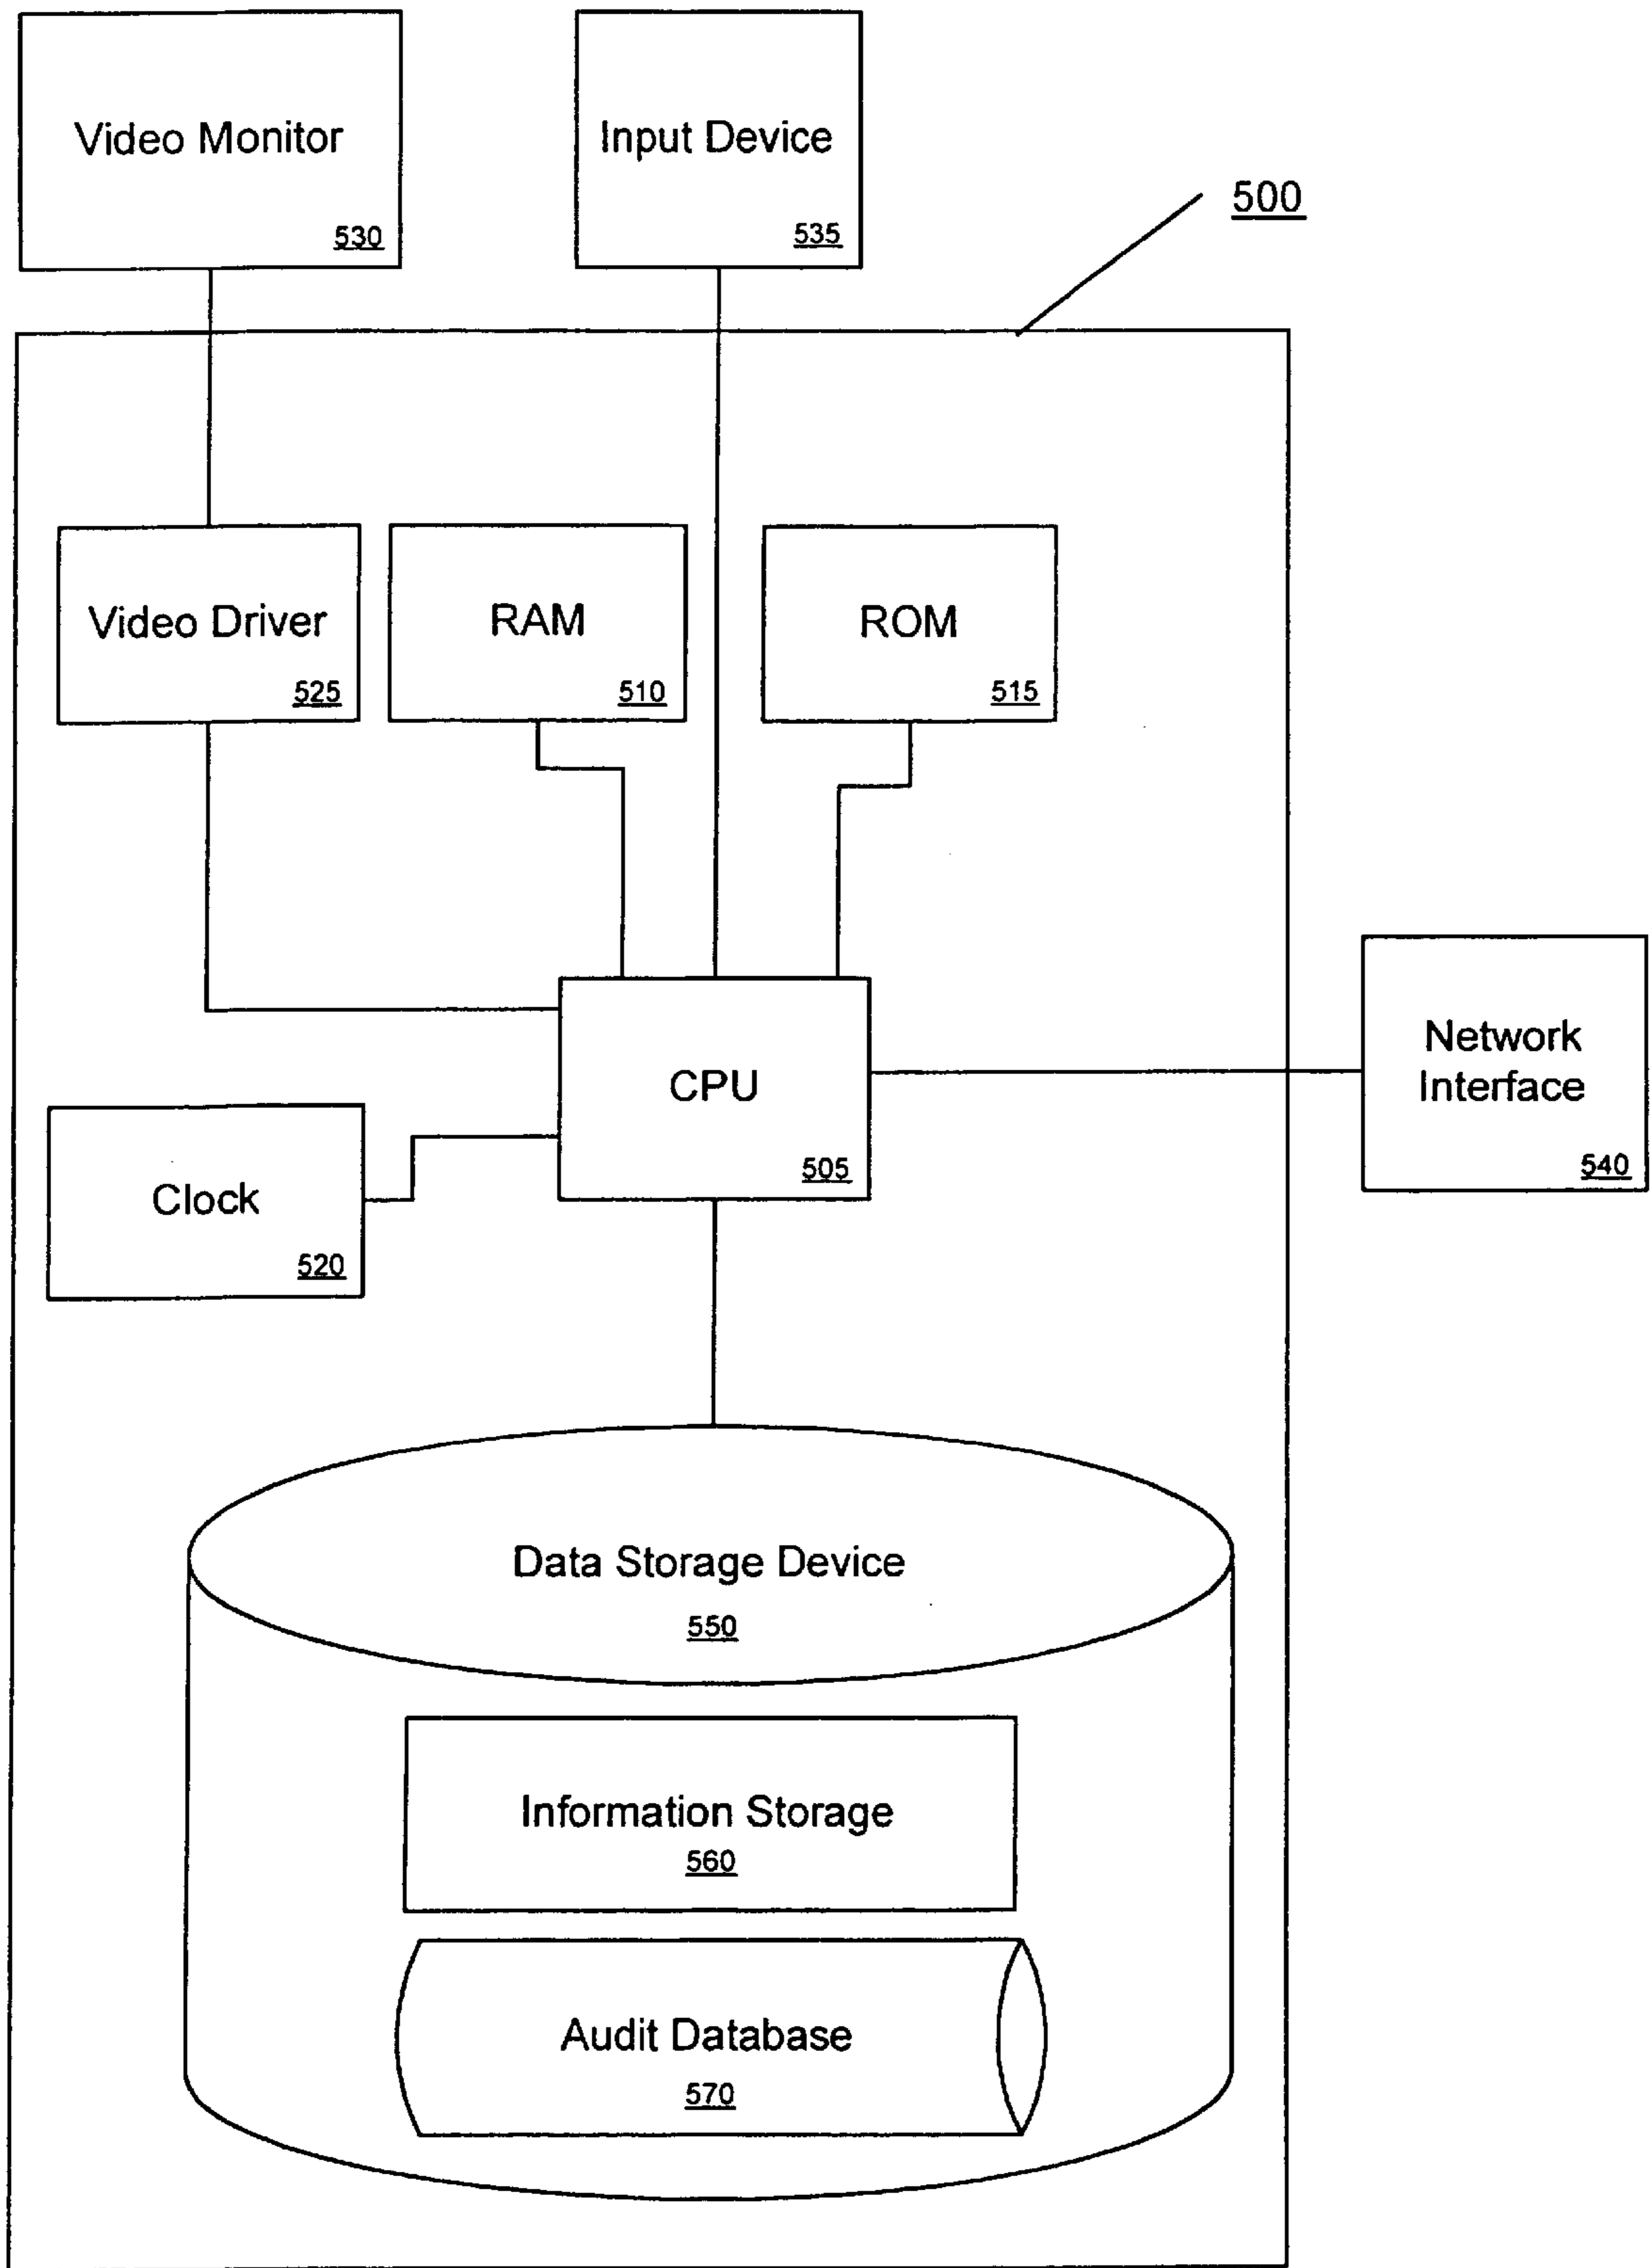 Video Monitor
530
Input Device
535
500
Video Driver
525
RAM
510
ROM
515
CPU
505
Network
Interface
540
Clock
520
Data Storage Device
550
Information Storage
560
Audit Database
570